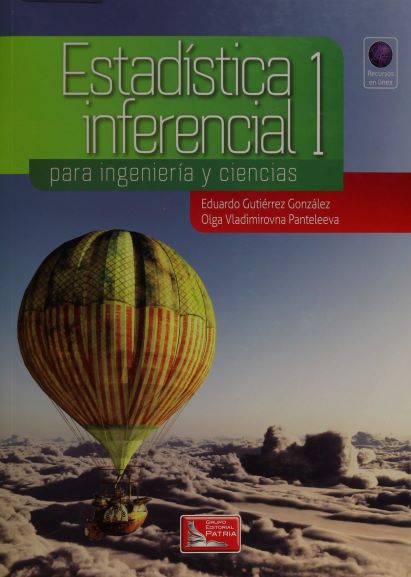 Estadística
inferencial 1
para ingeniería y ciencias
Eduardo Gutiérrez González
Olga Vladimirovna Panteleeva
Recursos
en línea
GRUPO
EDITORIAL
PATRIA